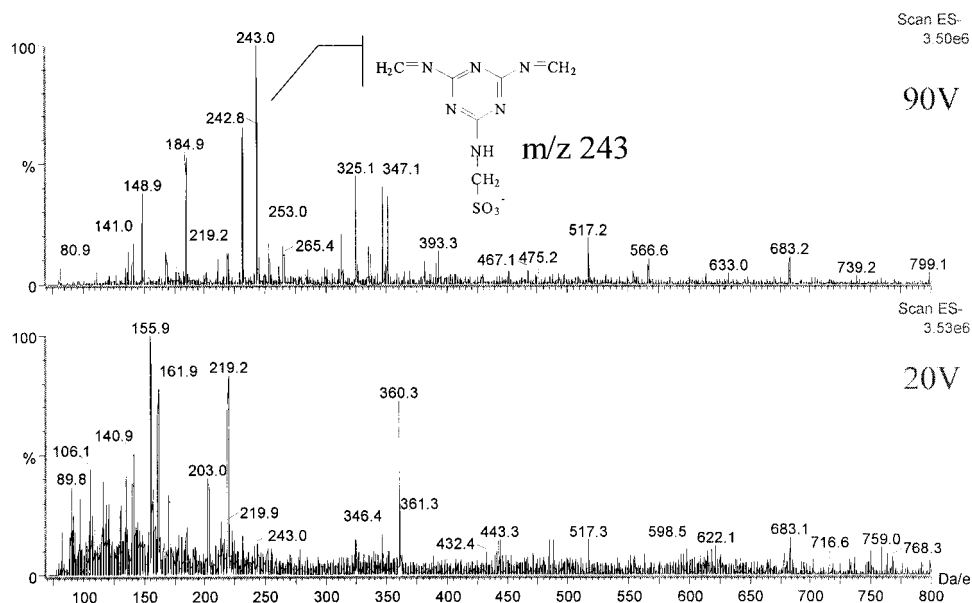 Scan ES-
3.50e6
90V
100
%
0
243.0
242.8
184.9
148.9
141.0
80.9
219.2
253.0
265.4
325.1
347.1
393.3
467.1
475.2
517.2
566.6
633.0
683.2
739.2
799.1
H₂C=N
N
N=CH₂
N
N
NH
CH₂
SO₃⁻
m/z 243
Scan ES-
3.53e6
20V
100
%
0
155.9
161.9
219.2
140.9
106.1
89.8
203.0
219.9
243.0
346.4
360.3
361.3
432.4
443.3
517.3
598.5
622.1
683.1
716.6
759.0
768.3
100 150 200 250 300 350 400 450 500 550 600 650 700 750 800 Da/e